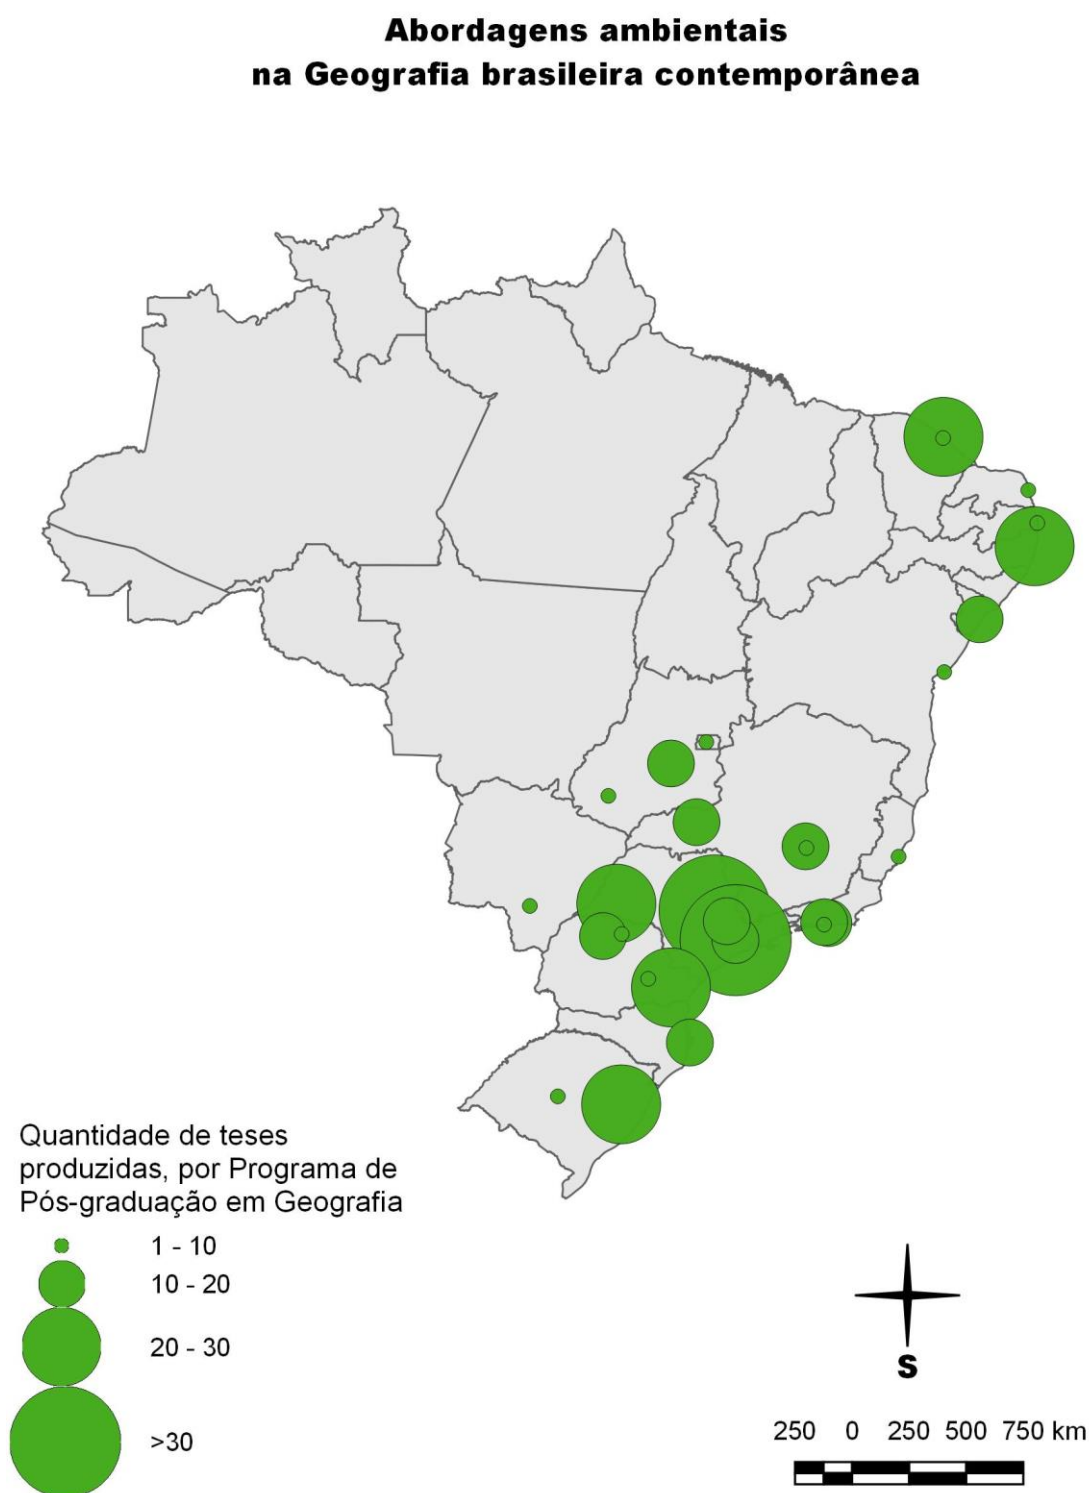 Abordagens ambientais
na Geografia brasileira contemporânea
Quantidade de teses
produzidas, por Programa de
Pós-graduação em Geografia
1 - 10
10 - 20
20 - 30
>30
S
250 0 250 500 750 km